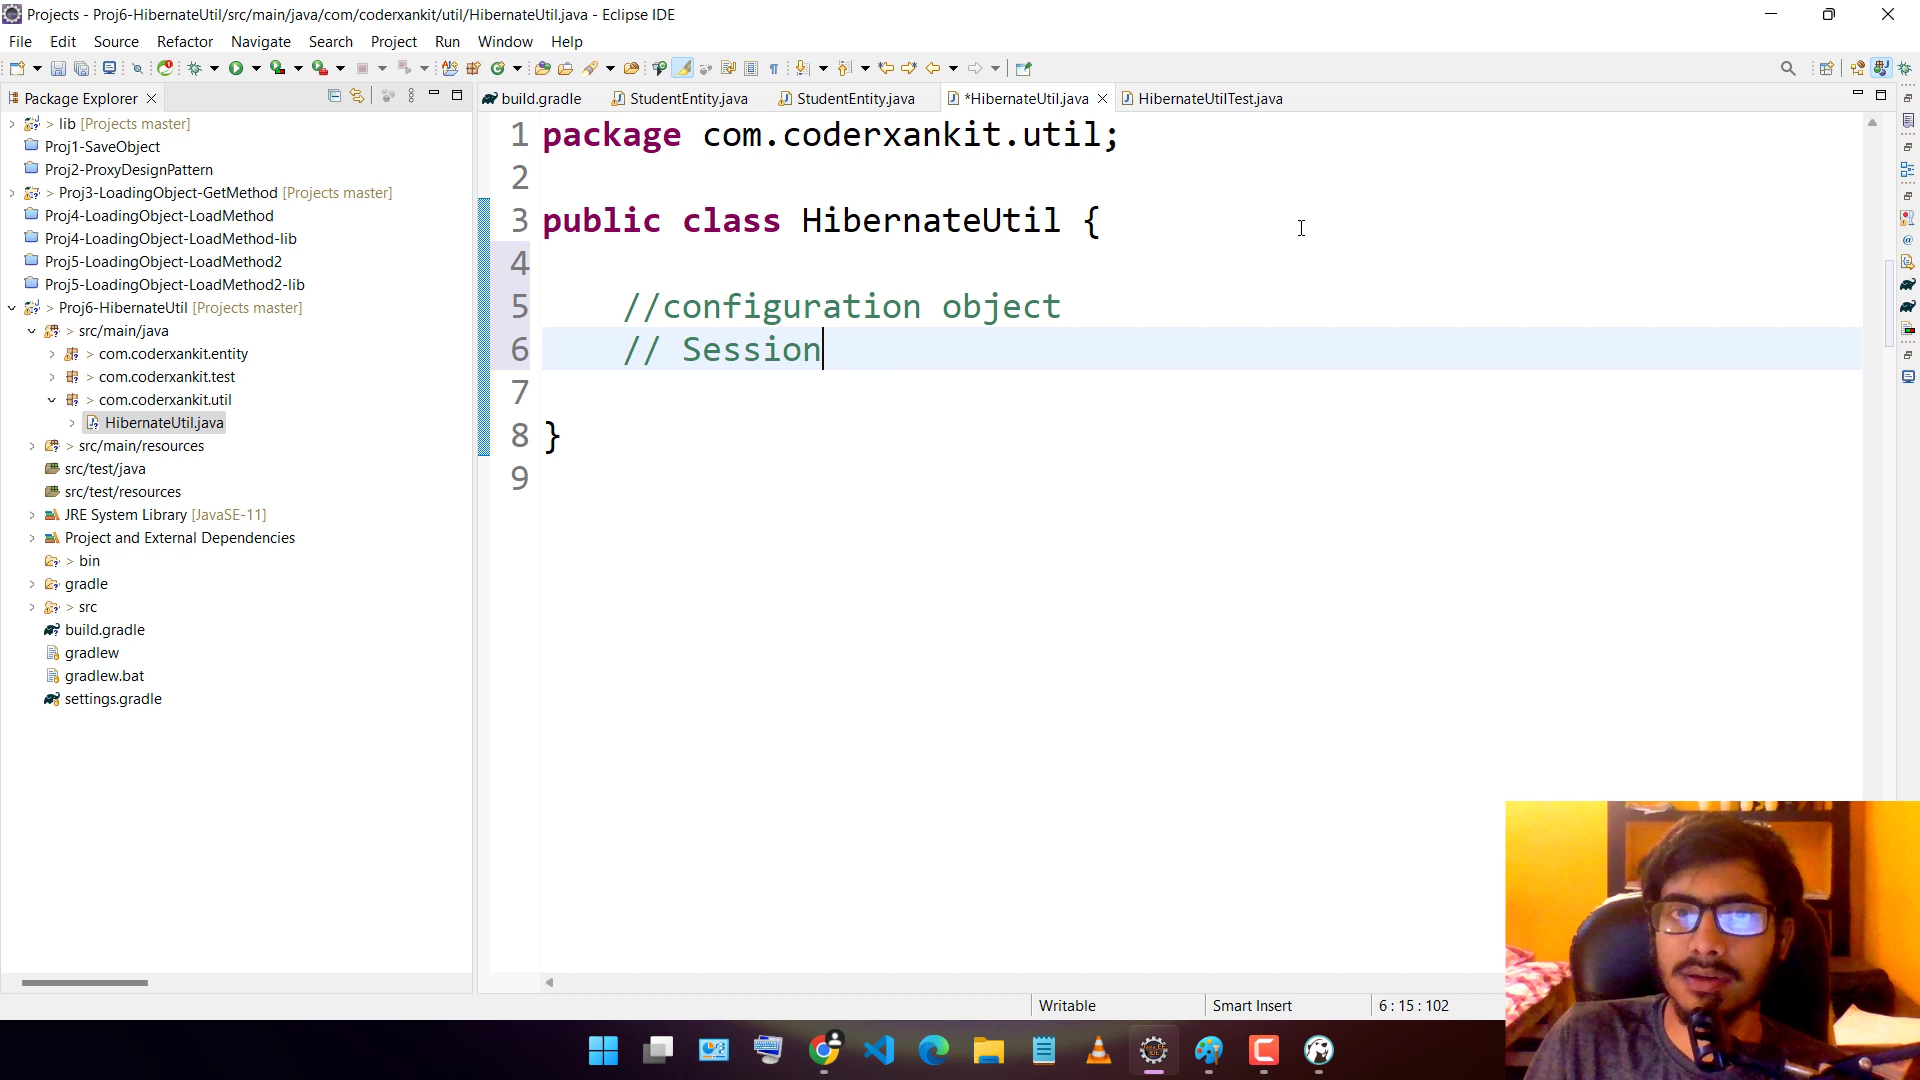 Projects - Proj6-HibernateUtil/src/main/java/com/coderxankit/util/HibernateUtil.java - Eclipse IDE
File Edit Source Refactor Navigate Search Project Run Window Help
Package Explorer
build.gradle StudentEntity.java StudentEntity.java *HibernateUtil.java HibernateUtilTest.java
> lib [Projects master]
Proj1-SaveObject
Proj2-ProxyDesignPattern
> Proj3-LoadingObject-GetMethod [Projects master]
Proj4-LoadingObject-LoadMethod
Proj4-LoadingObject-LoadMethod-lib
Proj5-LoadingObject-LoadMethod2
Proj5-LoadingObject-LoadMethod2-lib
> Proj6-HibernateUtil [Projects master]
> src/main/java
> com.coderxankit.entity
> com.coderxankit.test
> com.coderxankit.util
HibernateUtil.java
> src/main/resources
src/test/java
src/test/resources
JRE System Library [JavaSE-11]
Project and External Dependencies
> bin
gradle
> src
build.gradle
gradlew
gradlew.bat
settings.gradle
1 package com.coderxankit.util;
2
3 public class HibernateUtil {
4
5 //configuration object
6 // Session
7
8 }
9
Writable Smart Insert 6 : 15 : 102